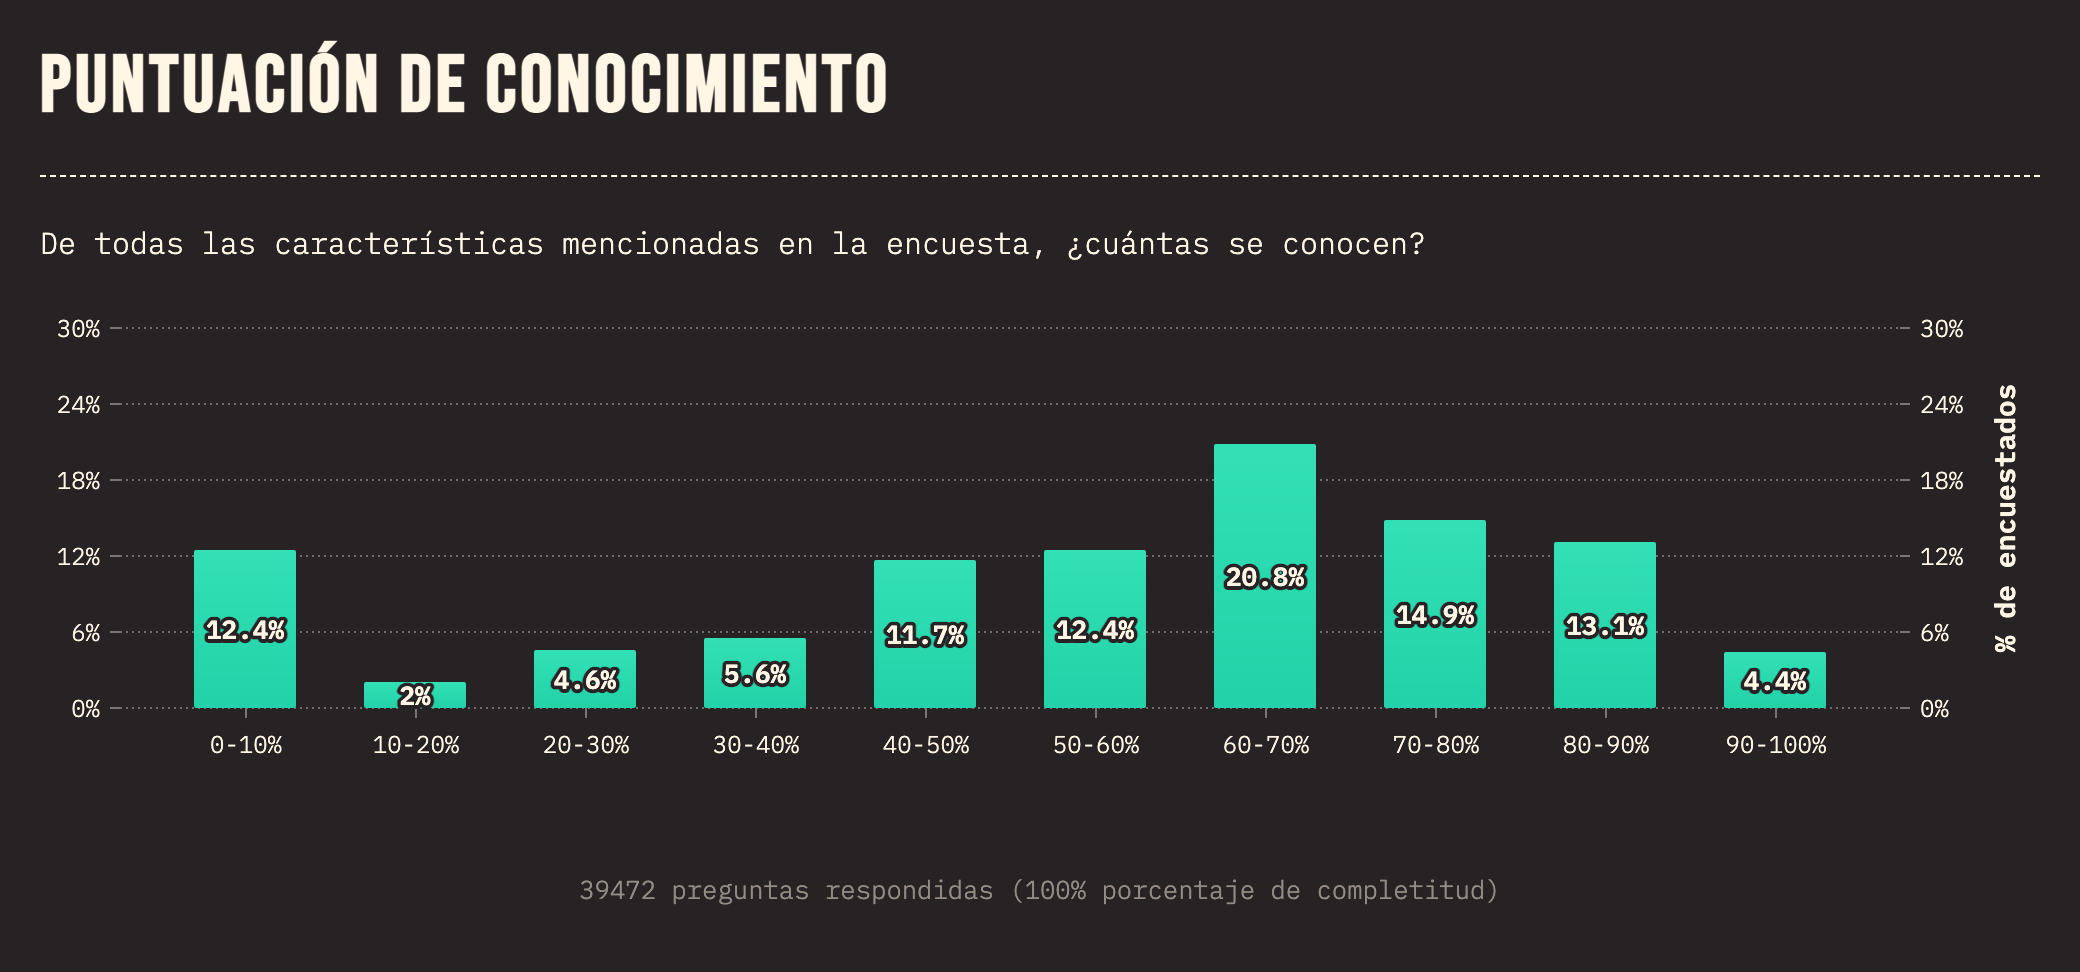 PUNTUACIÓN DE CONOCIMIENTO
De todas las características mencionadas en la encuesta, ¿cuántas se conocen?
30% 30%
24% 24%
18% 18%
12% 12%
6% 6%
0% 0%
% de encuestados
12.4% 2% 4.6% 5.6% 11.7% 12.4% 20.8% 14.9% 13.1% 4.4%
0-10% 10-20% 20-30% 30-40% 40-50% 50-60% 60-70% 70-80% 80-90% 90-100%
39472 preguntas respondidas (100% porcentaje de completitud)